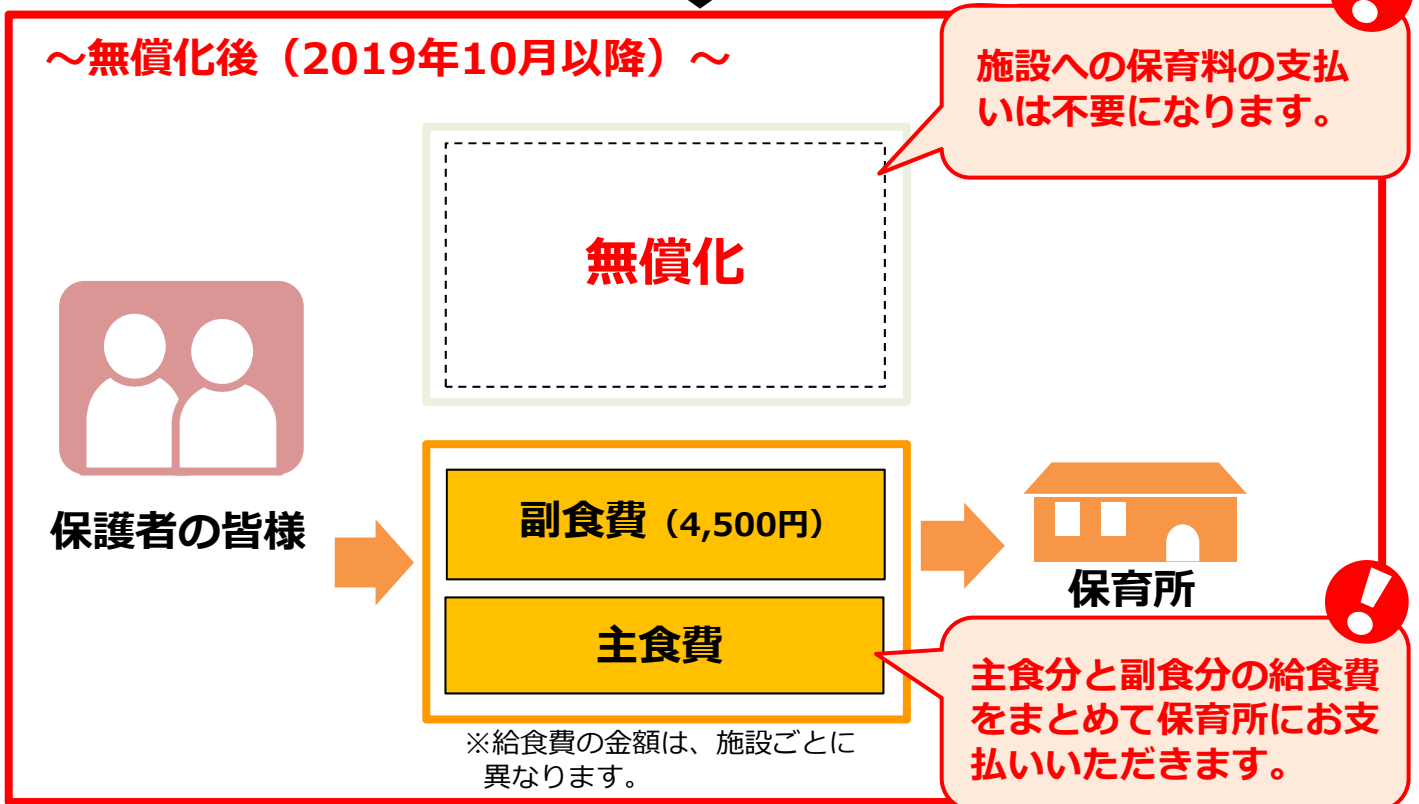 ～無償化後（2019年10月以降）～
施設への保育料の支払
いは不要になります。
無償化
保護者の皆様
副食費（4,500円）
主食費
保育所
※給食費の金額は、施設ごとに
異なります。
主食分と副食分の給食費
をまとめて保育所にお支
払いいただきます。